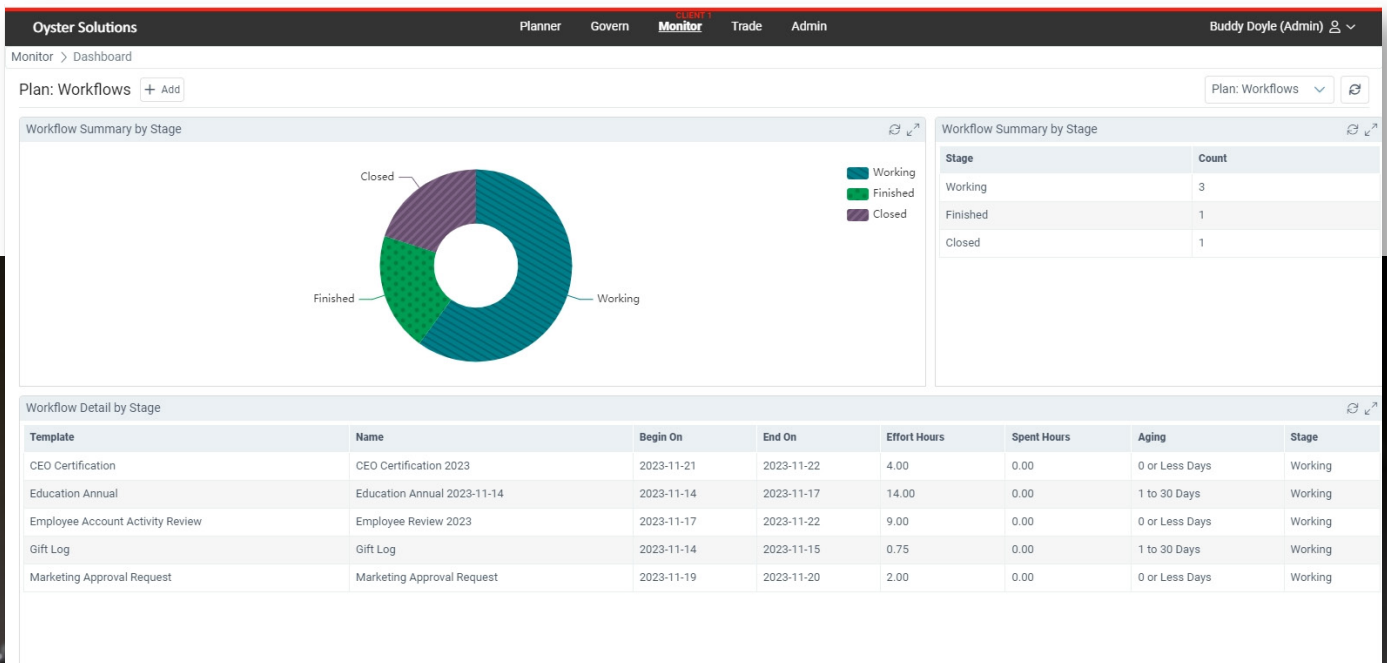 CLIENT 1
Oyster Solutions Planner Govern Monitor Trade Admin Buddy Doyle (Admin)
Monitor > Dashboard
Plan: Workflows + Add Plan: Workflows
Workflow Summary by Stage
Closed
Finished
Working
Working
Finished
Closed
Workflow Summary by Stage
Stage Count
Working 3
Finished 1
Closed 1
Workflow Detail by Stage
Template Name Begin On End On Effort Hours Spent Hours Aging Stage
CEO Certification CEO Certification 2023 2023-11-21 2023-11-22 4.00 0.00 0 or Less Days Working
Education Annual Education Annual 2023-11-14 2023-11-14 2023-11-17 14.00 0.00 1 to 30 Days Working
Employee Account Activity Review Employee Review 2023 2023-11-17 2023-11-22 9.00 0.00 0 or Less Days Working
Gift Log Gift Log 2023-11-14 2023-11-15 0.75 0.00 1 to 30 Days Working
Marketing Approval Request Marketing Approval Request 2023-11-19 2023-11-20 2.00 0.00 0 or Less Days Working